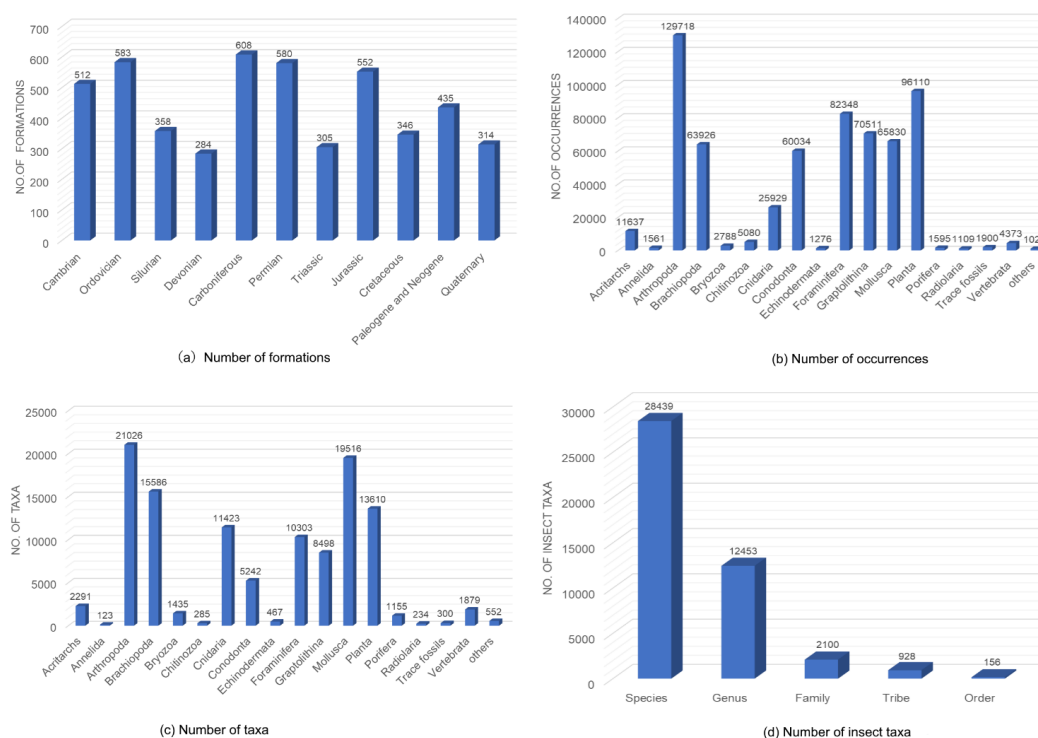 700
600
500
400
300
200
100
0
NO.OF FORMATIONS
512
583
358
284
608
580
305
552
346
435
314
Cambrian
Ordovician
Silurian
Devonian
Carboniferous
Permian
Triassic
Jurassic
Cretaceous
Paleogene and Neogene
Quaternary
(a) Number of formations
140000
120000
100000
80000
60000
40000
20000
0
NO.OF OCCURRENCES
11637
1561
129718
63926
2788
5080
25929
60034
1276
82348
70511
65830
96110
1595
1109
1900
4373
102
Acritarchs
Annelida
Arthropoda
Brachiopoda
Bryozoa
Chitinozoa
Cnidaria
Conodonta
Echinodermata
Foraminifera
Graptolithina
Mollusca
Planta
Porifera
Radiolaria
Trace fossils
Vertebrata
others
(b) Number of occurrences
25000
20000
15000
10000
5000
0
NO. OF TAXA
2291
123
21026
15586
1435
285
11423
5242
467
10303
8498
19516
13610
1155
234
300
1879
552
Acritarchs
Annelida
Arthropoda
Brachiopoda
Bryozoa
Chitinozoa
Cnidaria
Conodonta
Echinodermata
Foraminifera
Graptolithina
Mollusca
Planta
Porifera
Radiolaria
Trace fossils
Vertebrata
others
(c) Number of taxa
30000
25000
20000
15000
10000
5000
0
NO. OF INSECT TAXA
28439
12453
2100
928
156
Species
Genus
Family
Tribe
Order
(d) Number of insect taxa